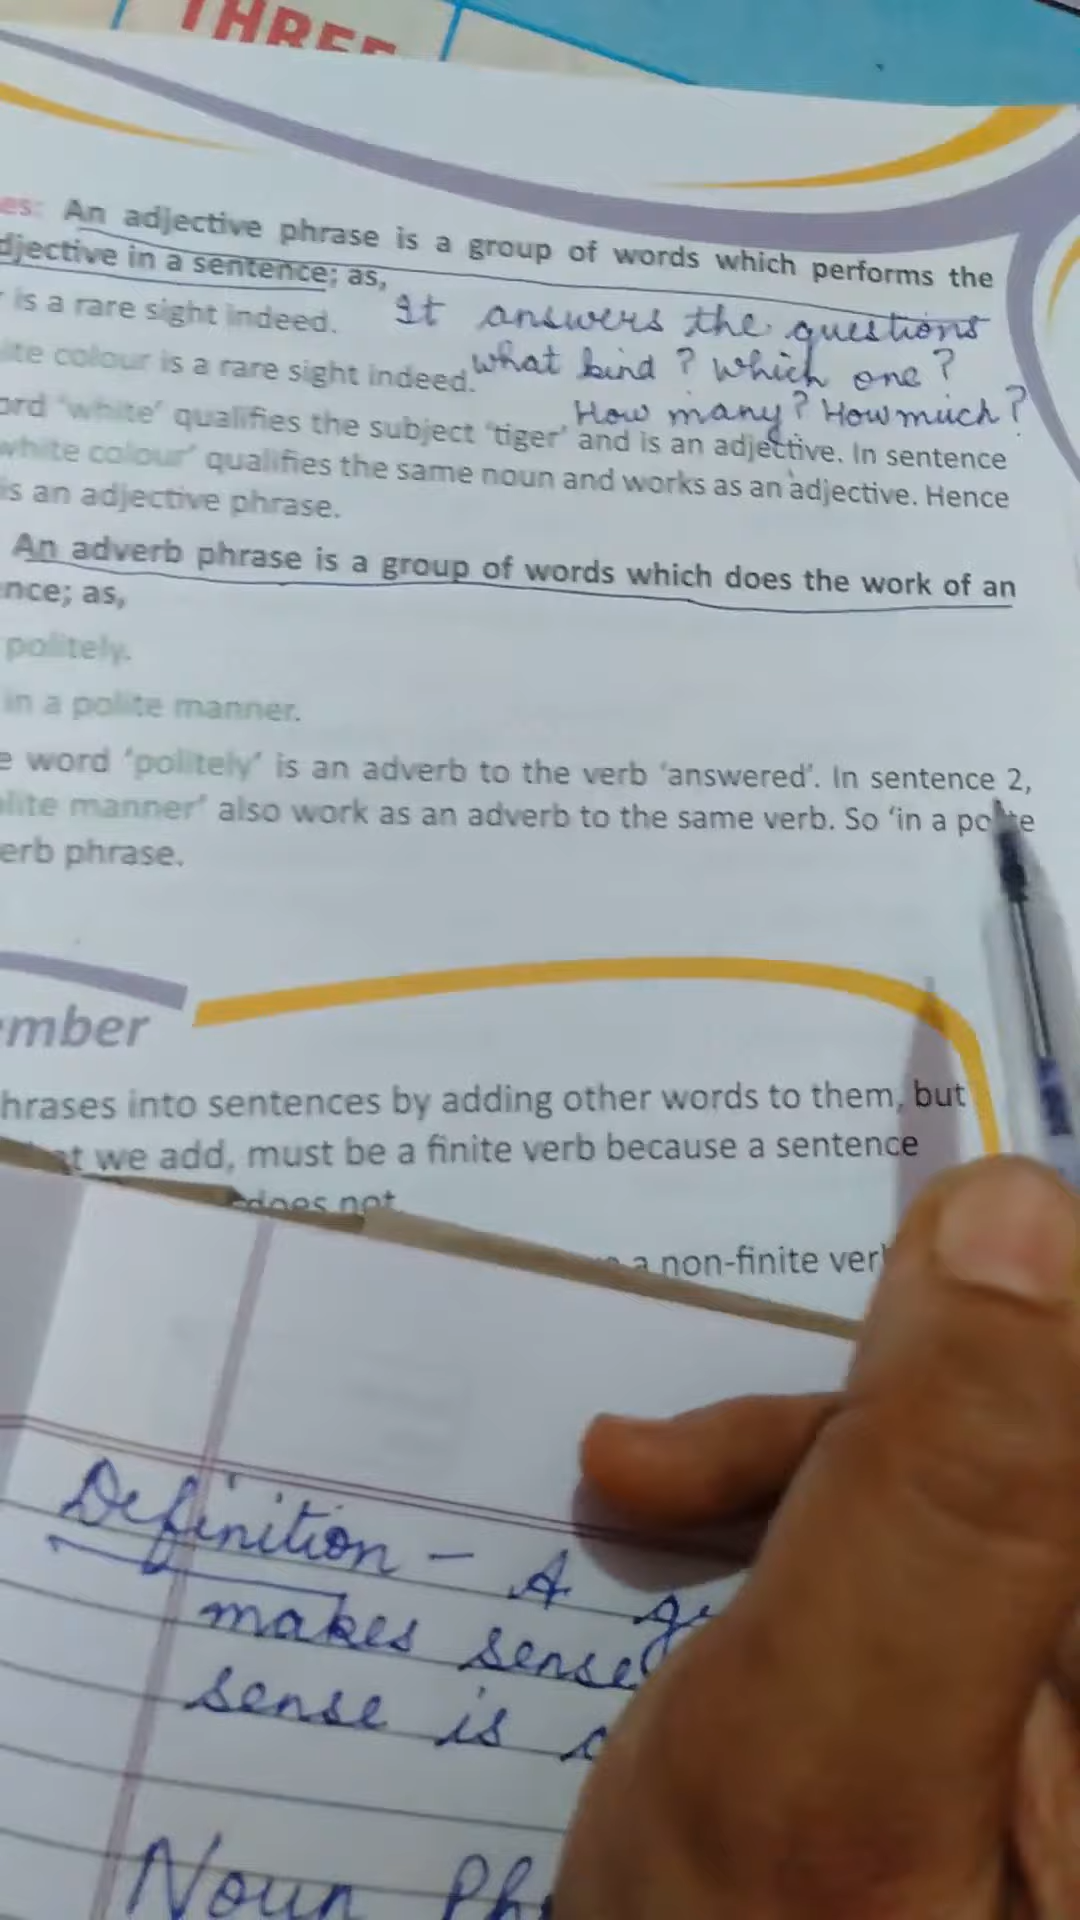 THREE
es: An adjective phrase is a group of words which performs the
djective in a sentence; as,
is a rare sight indeed.
It answers the questions
ite colour is a rare sight indeed.
what kind? Which one?
How many? How much?
ord 'white' qualifies the subject 'tiger' and is an adjective. In sentence
white colour' qualifies the same noun and works as an adjective. Hence
is an adjective phrase.
An adverb phrase is a group of words which does the work of an
nce; as,
politely.
in a polite manner.
e word 'politely' is an adverb to the verb 'answered'. In sentence 2,
lite manner' also work as an adverb to the same verb. So 'in a
erb phrase.
ember
hrases into sentences by adding other words to them, but
at we add, must be a finite verb because a sentence
does not
a non-finite ver
Definition - A
makes sense
sense is
Noun Ph